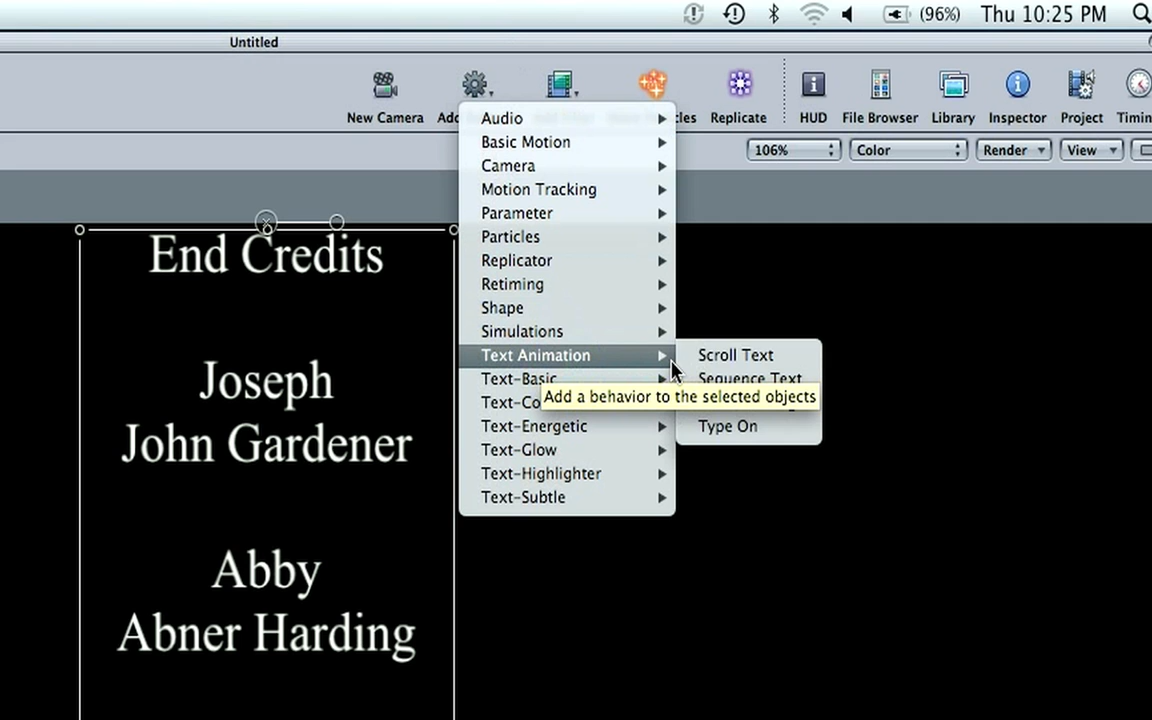 (96%) Thu 10:25 PM
Untitled
New Camera
Replicate
HUD
File Browser
Library
Inspector
Project
106%
Color
Render
View
Audio
Basic Motion
Camera
Motion Tracking
Parameter
Particles
Replicator
Retiming
Shape
Simulations
Text Animation
Text-Basic
Text-Energetic
Text-Glow
Text-Highlighter
Text-Subtle
Scroll Text
Sequence Text
Type On
Add a behavior to the selected objects
End Credits
Joseph
John Gardener
Abby
Abner Harding